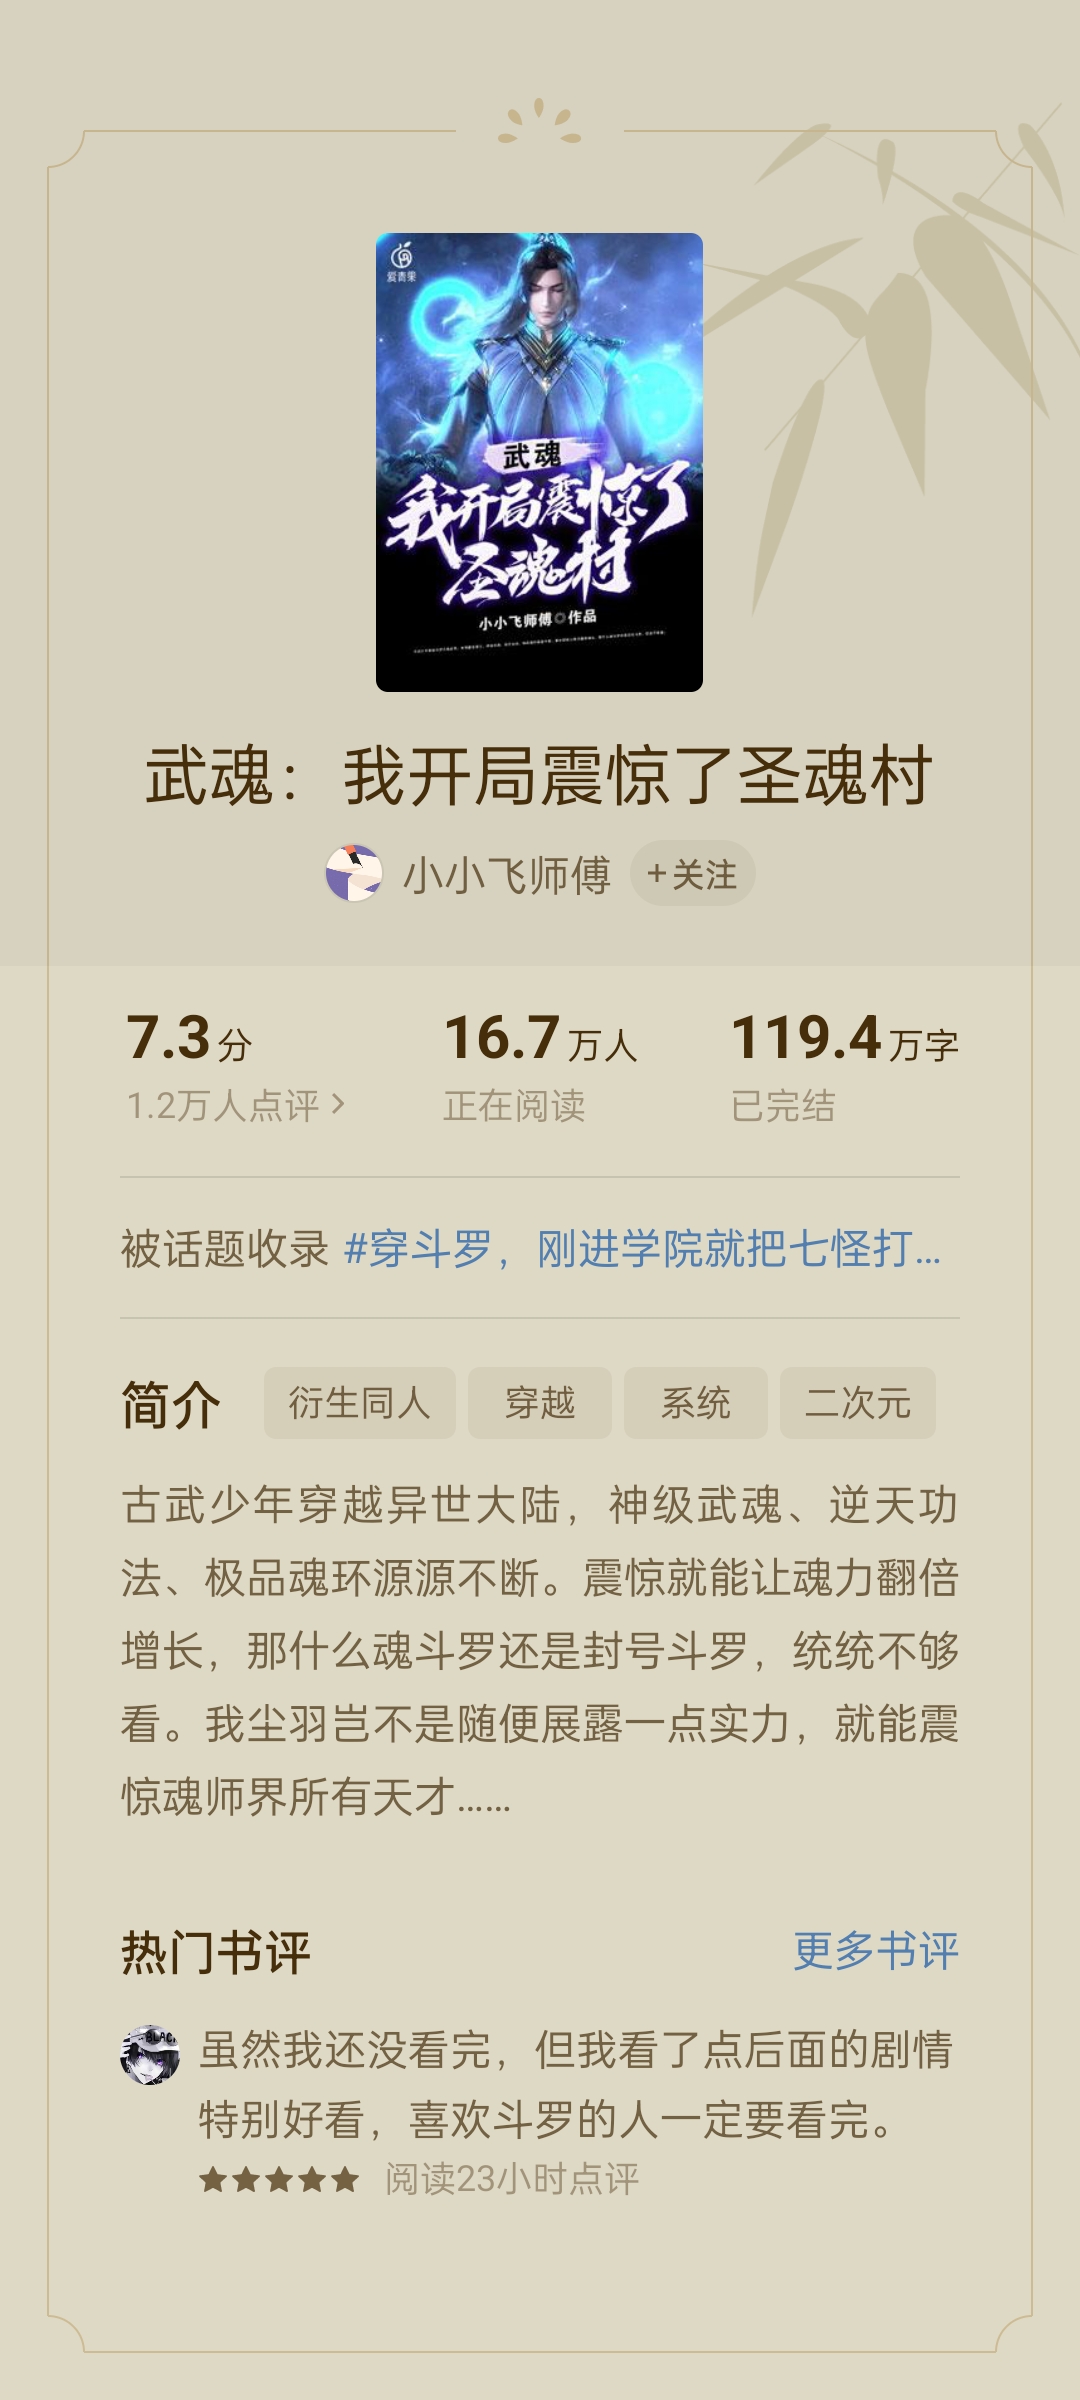 爱青果
武魂
我开局震惊了
圣魂村
小小飞师傅◎作品
武魂：我开局震惊了圣魂村
小小飞师傅 +关注
7.3分 16.7万人 119.4万字
1.2万人点评 > 正在阅读 已完结
被话题收录 #穿斗罗，刚进学院就把七怪打...
简介 衍生同人 穿越 系统 二次元
古武少年穿越异世大陆，神级武魂、逆天功
法、极品魂环源源不断。震惊就能让魂力翻倍
增长，那什么魂斗罗还是封号斗罗，统统不够
看。我尘羽岂不是随便展露一点实力，就能震
惊魂师界所有天才……
热门书评 更多书评
BLACK
虽然我还没看完，但我看了点后面的剧情
特别好看，喜欢斗罗的人一定要看完。
★★★★★ 阅读23小时点评